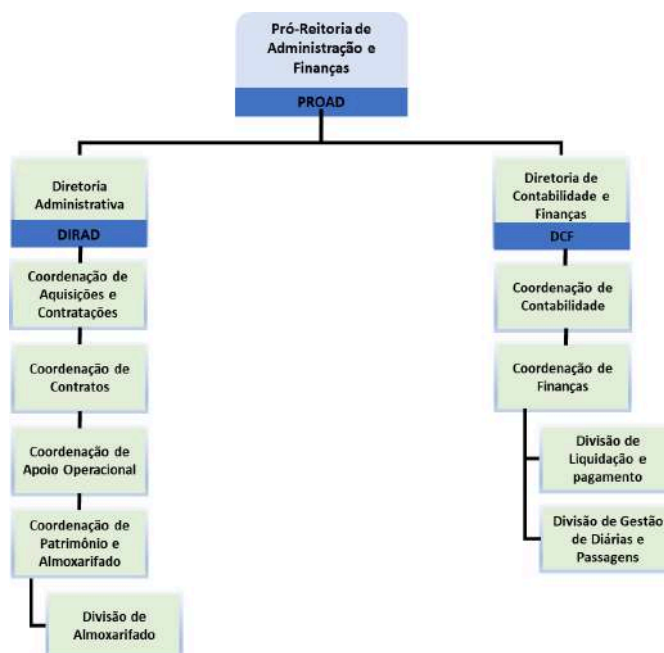 Pró-Reitoria de
Administração e
Finanças
PROAD
Diretoria
Administrativa
DIRAD
Coordenação de
Aquisições e
Contratações
Coordenação de
Contratos
Coordenação de
Apoio Operacional
Coordenação de
Patrimônio e
Almoxarifado
Divisão de
Almoxarifado
Diretoria de
Contabilidade e
Finanças
DCF
Coordenação de
Contabilidade
Coordenação de
Finanças
Divisão de
Liquidação e
pagamento
Divisão de Gestão
de Diárias e
Passagens